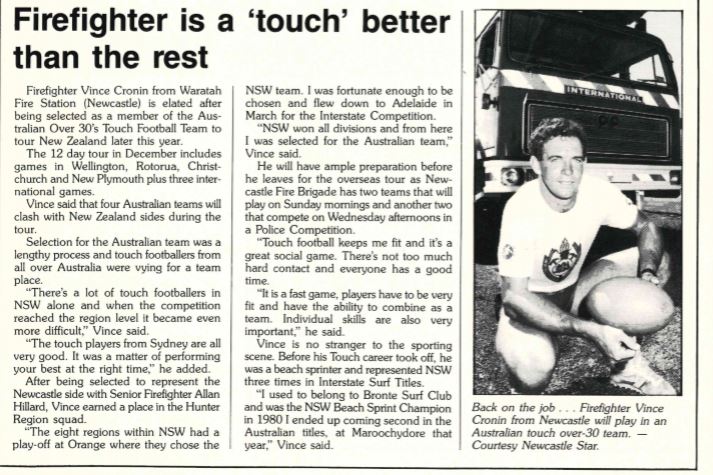 Firefighter is a ‘touch’ better
than the rest
Firefighter Vince Cronin from Waratah
Fire Station (Newcastle) is elated after
being selected as a member of the Aus-
tralian Over 30's Touch Football Team to
tour New Zealand later this year.
The 12 day tour in December includes
games in Wellington, Rotorua, Christ-
church and New Plymouth plus three inter-
national games.
Vince said that four Australian teams will
clash with New Zealand sides during the
tour.
Selection for the Australian team was a
lengthy process and touch footballers from
all over Australia were vying for a team
place.
“There's a lot of touch footballers in
NSW alone and when the competition
reached the region level it became even
more difficult,” Vince said.
“The touch players from Sydney are all
very good. It was a matter of performing
your best at the right time,” he added.
After being selected to represent the
Newcastle side with Senior Firefighter Allan
Hillard, Vince earned a place in the Hunter
Region squad.
“The eight regions within NSW had a
play-off at Orange where they chose the
NSW team. I was fortunate enough to be
chosen and flew down to Adelaide in
March for the Interstate Competition.
“NSW won all divisions and from here
I was selected for the Australian team,”
Vince said.
He will have ample preparation before
he leaves for the overseas tour as New-
castle Fire Brigade has two teams that will
play on Sunday mornings and another two
that compete on Wednesday afternoons in
a Police Competition.
“Touch football keeps me fit and it's a
great social game. There's not too much
hard contact and everyone has a good
time.
“It is a fast game, players have to be very
fit and have the ability to combine as a
team. Individual skills are also very
important,” he said.
Vince is no stranger to the sporting
scene. Before his Touch career took off, he
was a beach sprinter and represented NSW
three times in Interstate Surf Titles.
“I used to belong to Bronte Surf Club
and was the NSW Beach Sprint Champion
in 1980 I ended up coming second in the
Australian titles, at Maroochydore that
year,” Vince said.
INTERNATIONAL
Back on the job . . . Firefighter Vince
Cronin from Newcastle will play in an
Australian touch over-30 team. —
Courtesy Newcastle Star.